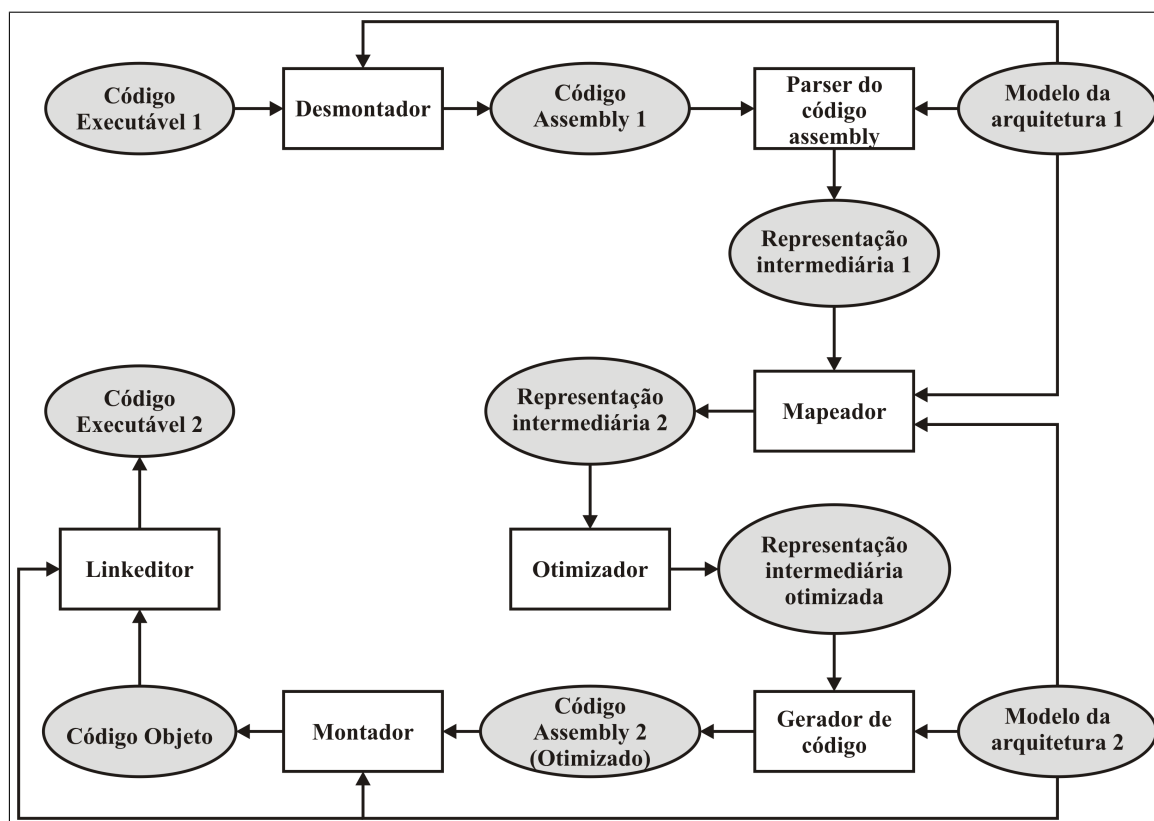 Código
Executável 1
Desmontador
Código
Assembly 1
Parser do
código
assembly
Modelo da
arquitetura 1
Representação
intermediária 1
Código
Executável 2
Representação
intermediária 2
Mapeador
Linkeditor
Otimizador
Representação
intermediária
otimizada
Código Objeto
Montador
Código
Assembly 2
(Otimizado)
Gerador de
código
Modelo da
arquitetura 2